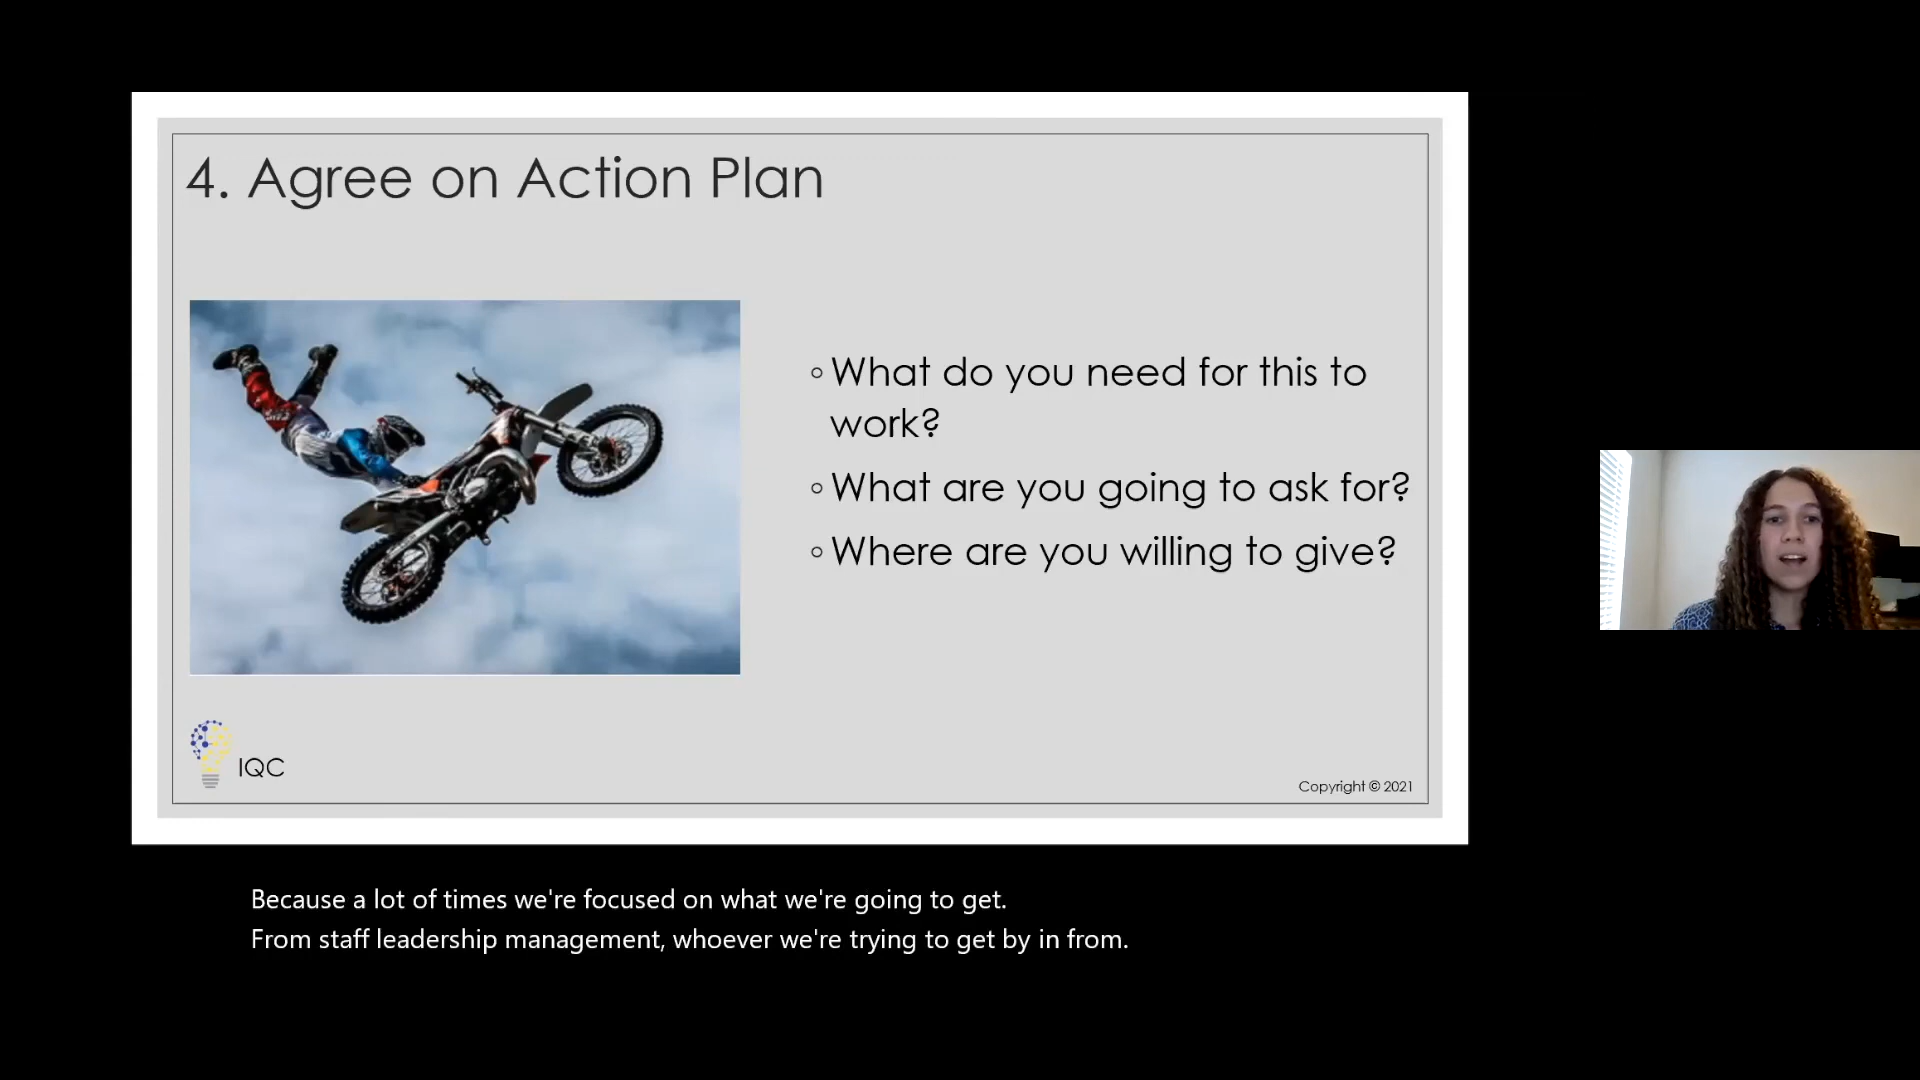 4. Agree on Action Plan
◦What do you need for this to
work?
◦What are you going to ask for?
◦Where are you willing to give?
IQC
Copyright © 2021
Because a lot of times we're focused on what we're going to get.
From staff leadership management, whoever we're trying to get by in from.